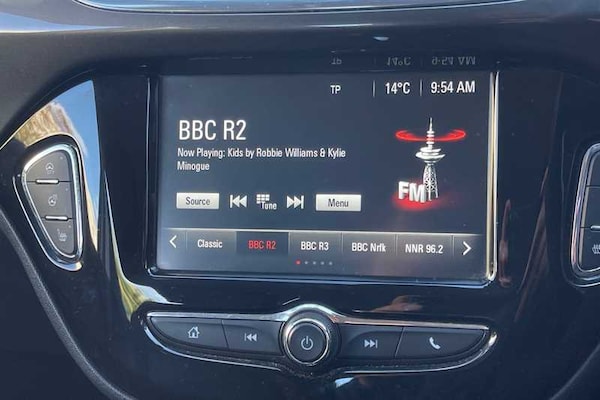 TP 14°C 9:54 AM
BBC R2
Now Playing: Kids by Robbie Williams & Kylie
Minogue
FM
Source Tune Menu
Classic BBC R2 BBC R3 BBC Nrfk NNR 96.2